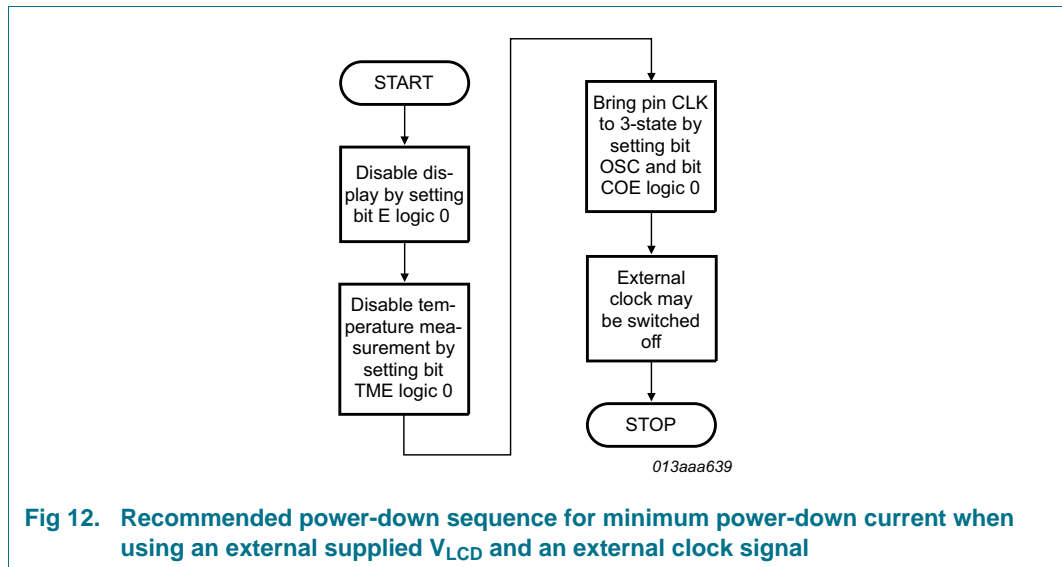 START
Disable dis-
play by setting
bit E logic 0
Disable tem-
perature mea-
surement by
setting bit
TME logic 0
Bring pin CLK
to 3-state by
setting bit
OSC and bit
COE logic 0
External
clock may
be switched
off
STOP
013aaa639
Fig 12. Recommended power-down sequence for minimum power-down current when
using an external supplied VLCD and an external clock signal